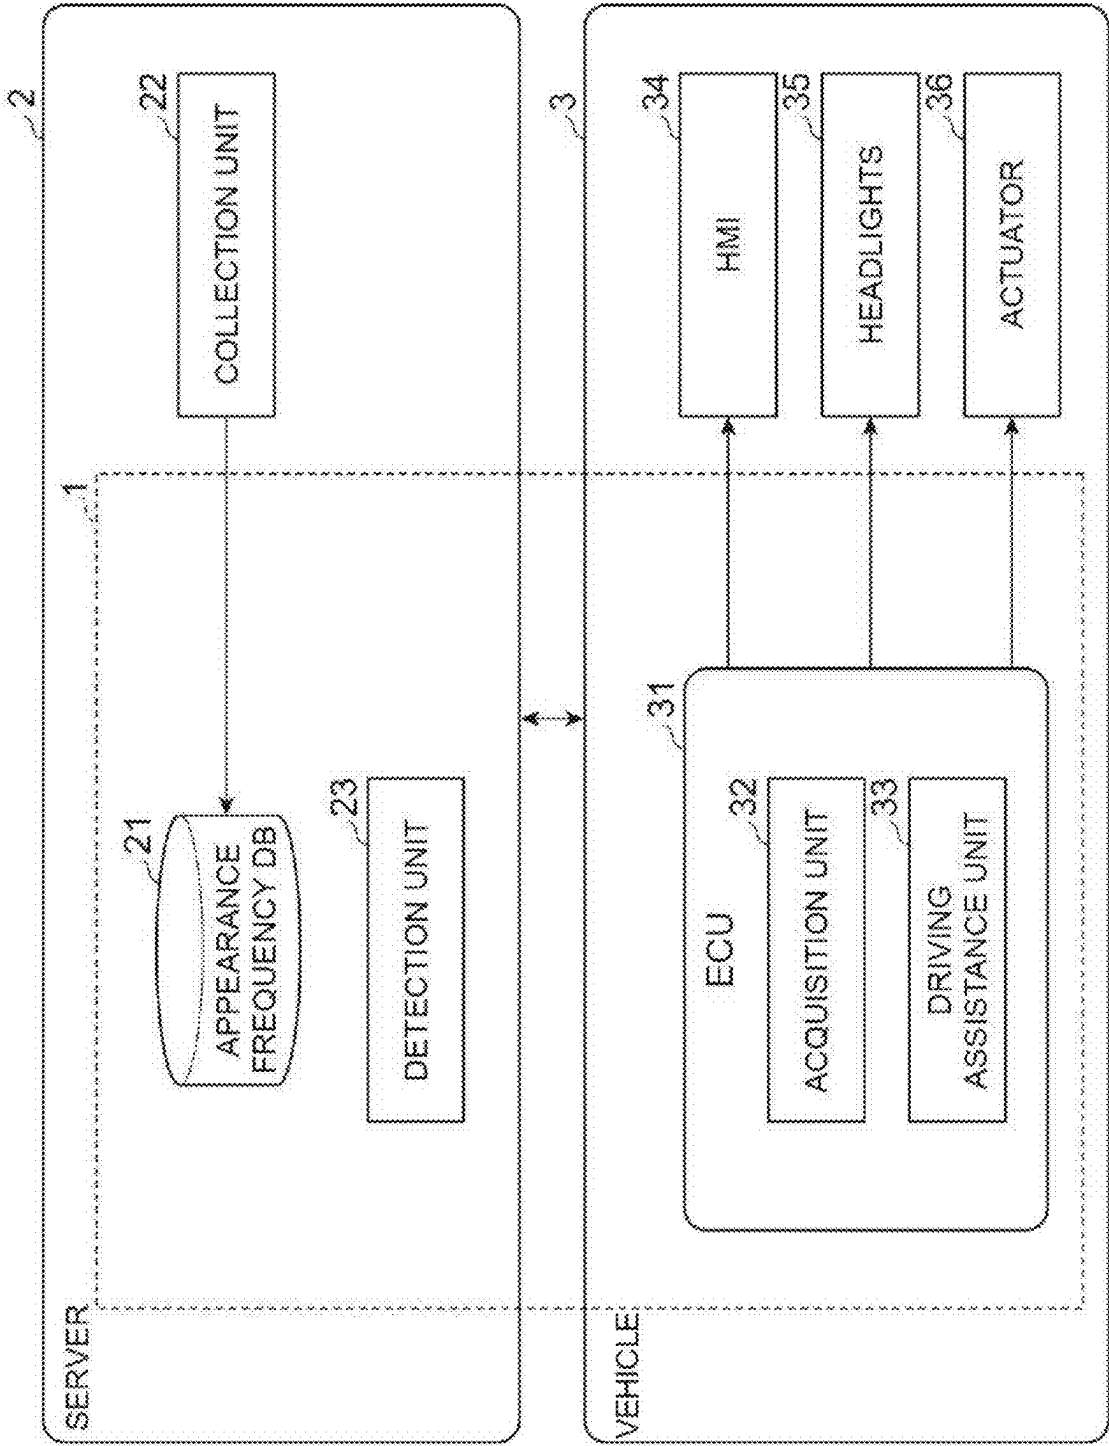 SERVER
2
1
21
APPEARANCE
FREQUENCY DB
22
COLLECTION UNIT
23
DETECTION UNIT
VEHICLE
3
31
ECU
32
ACQUISITION UNIT
33
DRIVING
ASSISTANCE UNIT
34
HMI
35
HEADLIGHTS
36
ACTUATOR